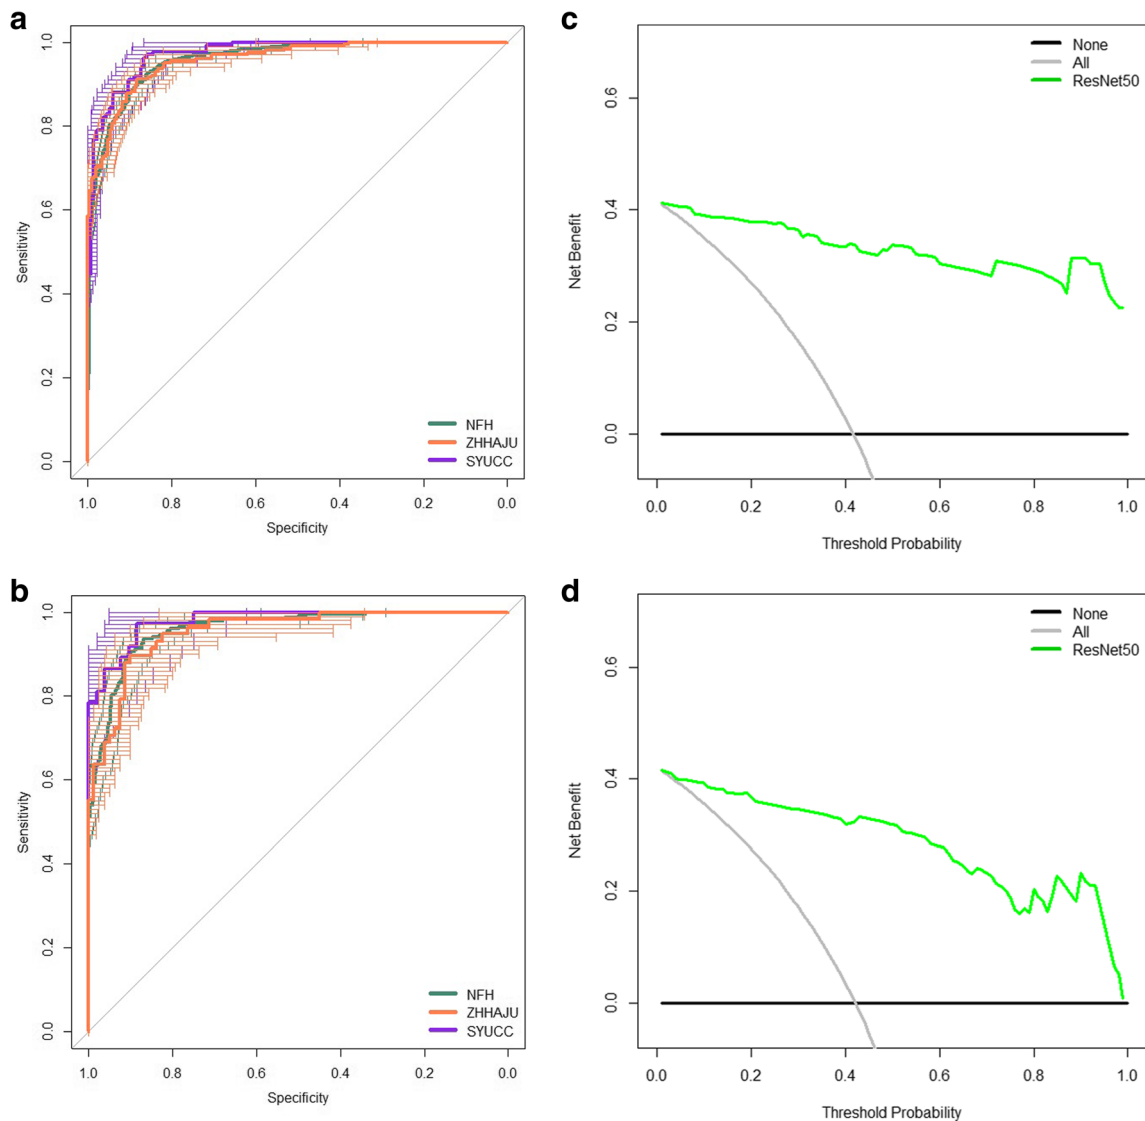 a
1.0
0.8
0.6
0.4
0.2
0.0
Sensitivity
NFH
ZHHAJU
SYUCC
1.0 0.8 0.6 0.4 0.2 0.0
Specificity
c
None
All
ResNet50
0.6
0.4
0.2
0.0
Net Benefit
0.0 0.2 0.4 0.6 0.8 1.0
Threshold Probability
b
1.0
0.8
0.6
0.4
0.2
0.0
Sensitivity
NFH
ZHHAJU
SYUCC
1.0 0.8 0.6 0.4 0.2 0.0
Specificity
d
None
All
ResNet50
0.6
0.4
0.2
0.0
Net Benefit
0.0 0.2 0.4 0.6 0.8 1.0
Threshold Probability